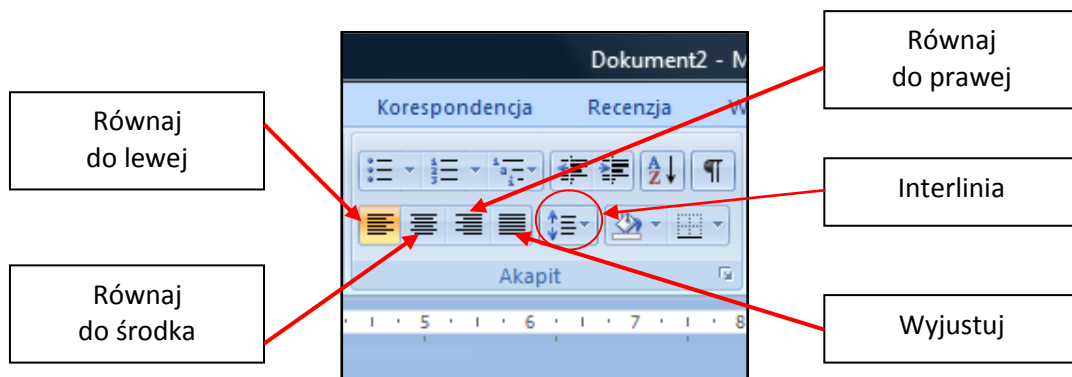 Równaj
do lewej
Równaj
do środka
Dokument2 - M
Korespondencja Recenzja W
Akapit
5 6 7 8
Równaj
do prawej
Interlinia
Wyjustuj